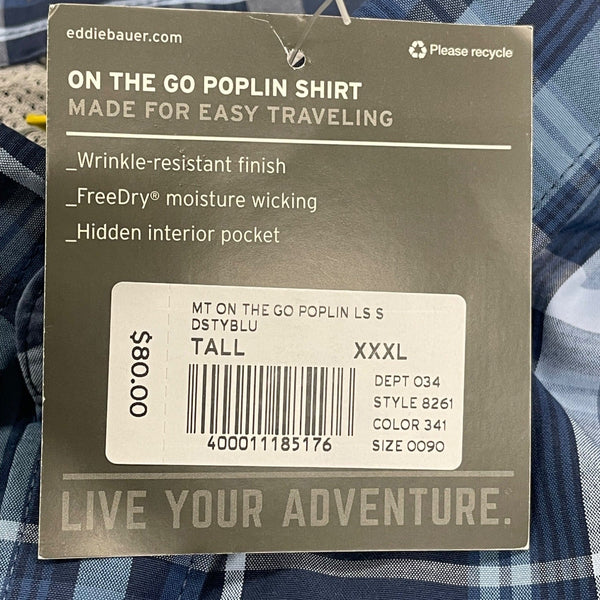 eddiebauer.com
Please recycle
ON THE GO POPLIN SHIRT
MADE FOR EASY TRAVELING
_Wrinkle-resistant finish
_FreeDry® moisture wicking
_Hidden interior pocket
MT ON THE GO POPLIN LS S
DSTYBLU
TALL XXXL
$80.00
DEPT 034
STYLE 8261
COLOR 341
SIZE 0090
400011185176
LIVE YOUR ADVENTURE.